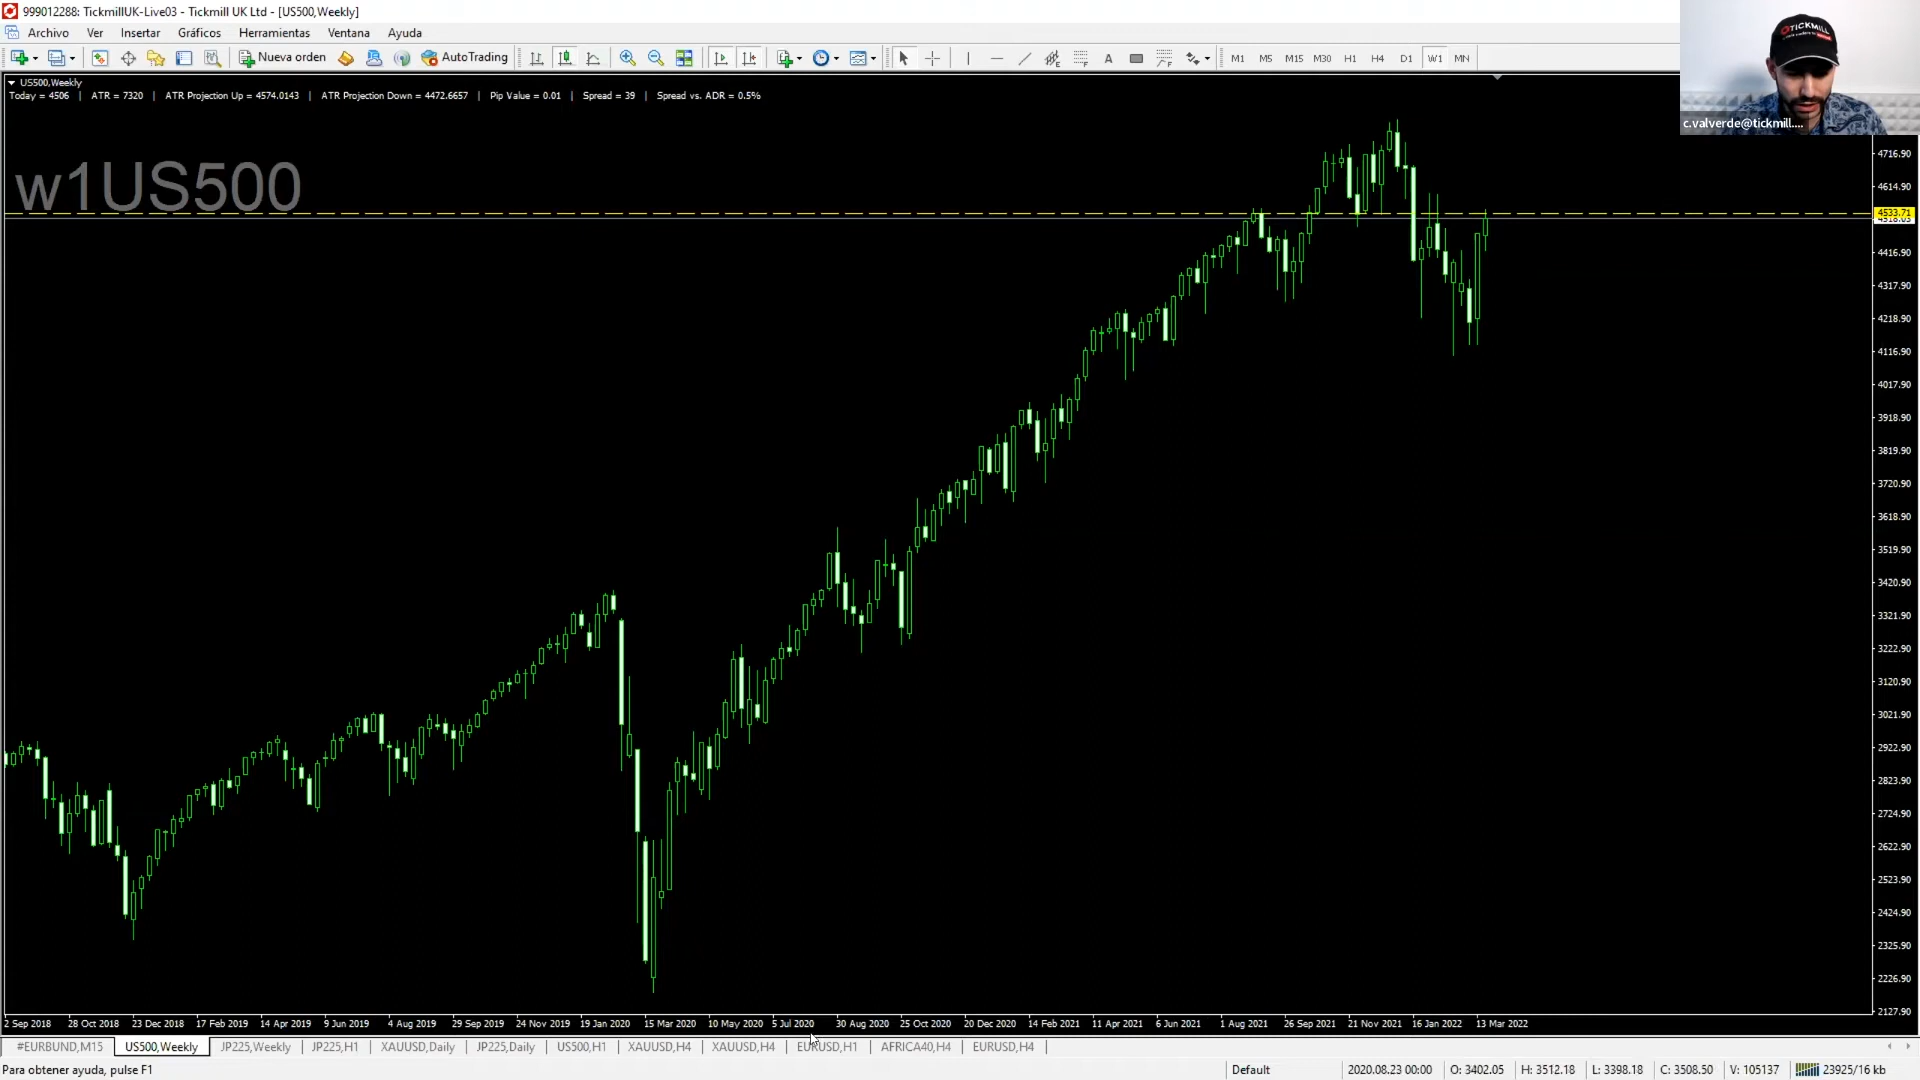 999012288: TickmillUK-Live03 - Tickmill UK Ltd - [US500,Weekly]
Archivo Ver Insertar Gráficos Herramientas Ventana Ayuda
Nueva orden AutoTrading A M1 M5 M15 M30 H1 H4 D1 W1 MN
US500,Weekly
Today = 4506 | ATR = 7320 | ATR Projection Up = 4574.0143 | ATR Projection Down = 4472.6657 | Pip Value = 0.01 | Spread = 39 | Spread vs. ADR = 0.5%
TICKMILL
c.valverde@tickmill....
w1US500
4716.90
4614.90
4533.71
4416.90
4317.90
4218.90
4116.90
4017.90
3918.90
3819.90
3720.90
3618.90
3519.90
3420.90
3321.90
3222.90
3120.90
3021.90
2922.90
2823.90
2724.90
2622.90
2523.90
2424.90
2325.90
2226.90
2127.90
2 Sep 2018 28 Oct 2018 23 Dec 2018 17 Feb 2019 14 Apr 2019 9 Jun 2019 4 Aug 2019 29 Sep 2019 24 Nov 2019 19 Jan 2020 15 Mar 2020 10 May 2020 5 Jul 2020 30 Aug 2020 25 Oct 2020 20 Dec 2020 14 Feb 2021 11 Apr 2021 6 Jun 2021 1 Aug 2021 26 Sep 2021 21 Nov 2021 16 Jan 2022 13 Mar 2022
#EURBUND,M15 US500,Weekly JP225,Weekly JP225,H1 XAUUSD,Daily JP225,Daily US500,H1 XAUUSD,H4 XAUUSD,H4 EURUSD,H1 AFRICA40,H4 EURUSD,H4
Para obtener ayuda, pulse F1 Default 2020.08.23 00:00 O: 3402.05 H: 3512.18 L: 3398.18 C: 3508.50 V: 105137 23925/16 kb